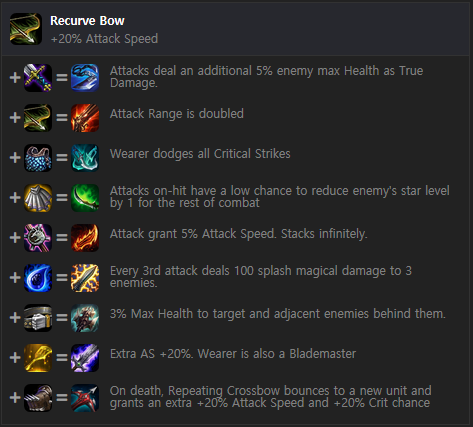 Recurve Bow
+20% Attack Speed
+ = Attacks deal an additional 5% enemy max Health as True
Damage.
+ = Attack Range is doubled
+ = Wearer dodges all Critical Strikes
+ = Attacks on-hit have a low chance to reduce enemy's star level
by 1 for the rest of combat
+ = Attack grant 5% Attack Speed. Stacks infinitely.
+ = Every 3rd attack deals 100 splash magical damage to 3
enemies.
+ = 3% Max Health to target and adjacent enemies behind them.
+ = Extra AS +20%. Wearer is also a Blademaster
+ = On death, Repeating Crossbow bounces to a new unit and
grants an extra +20% Attack Speed and +20% Crit chance